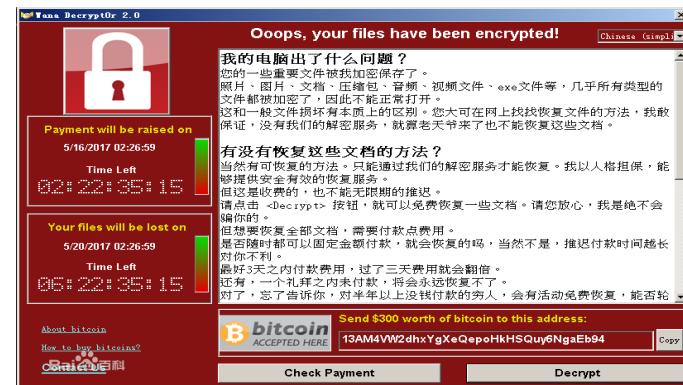 Wana Decrypt0r 2.0
Ooops, your files have been encrypted!
Chinese (simpli
我的电脑出了什么问题？
您的一些重要文件被我加密保存了。
照片、图片、文档、压缩包、音频、视频文件、exe文件等，几乎所有类型的
文件都被加密了，因此不能正常打开。
这和一般文件损坏有本质上的区别。您大可在网上找找恢复文件的方法，我敢
保证，没有我们的解密服务，就算老天爷来了也不能恢复这些文档。
有没有恢复这些文档的方法？
当然有可恢复的方法。只能通过我们的解密服务才能恢复。我以人格担保，能
够提供安全有效的恢复服务。
但这是收费的，也不能无限期的推迟。
请点击 <Decrypt> 按钮，就可以免费恢复一些文档。请您放心，我是绝不会
骗你的。
但想要恢复全部文档，需要付款点费用。
是否随时都可以固定金额付款，就会恢复的吗，当然不是，推迟付款时间越长
对你不利。
最好3天之内付款费用，过了三天费用就会翻倍。
还有，一个礼拜之内未付款，将会永远恢复不了。
对了，忘了告诉你，对半年以上没钱付款的穷人，会有活动免费恢复，能否轮
Payment will be raised on
5/16/2017 02:26:59
Time Left
02:22:35:15
Your files will be lost on
5/20/2017 02:26:59
Time Left
06:22:35:15
About bitcoin
How to buy bitcoins?
Contact Us
Bai百科
bitcoin
ACCEPTED HERE
Send $300 worth of bitcoin to this address:
13AM4VW2dhxYgXeQepoHkHSQuy6NgaEb94
Copy
Check Payment
Decrypt